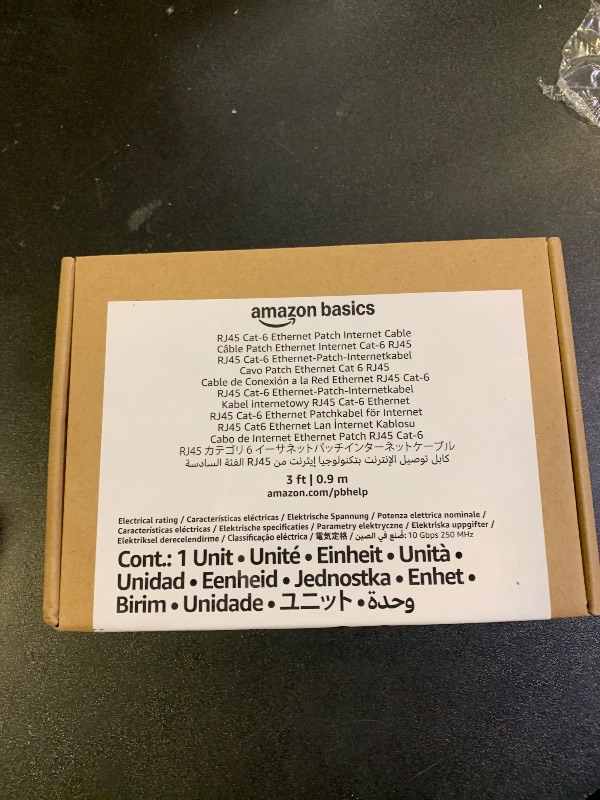 amazon basics
RJ45 Cat-6 Ethernet Patch Internet Cable
Câble Patch Ethernet Internet Cat-6 RJ45
RJ45 Cat-6 Ethernet-Patch-Internetkabel
Cavo Patch Ethernet Cat 6 RJ45
Cable de Conexión a la Red Ethernet RJ45 Cat-6
RJ45 Cat-6 Ethernet-Patch-Internetkabel
Kabel internetowy RJ45 Cat-6 Ethernet
RJ45 Cat-6 Ethernet Patchkabel för Internet
RJ45 Cat6 Ethernet Lan İnternet Kablosu
Cabo de Internet Ethernet Patch RJ45 Cat-6
RJ45 カテゴリ 6 イーサネットパッチインターネットケーブル
كابل توصيل الإنترنت بتكنولوجيا إيثرنت من RJ45 الفئة السادسة
3 ft | 0.9 m
amazon.com/pbhelp
Electrical rating / Características eléctricas / Elektrische Spannung / Potenza elettrica nominale /
Características eléctricas / Elektrische specificaties / Parametry elektryczne / Elektriska uppgifter /
Elektriksel derecelendirme / Classificação eléctrica / 電気定格 / صُنع في الصين: 10 Gbps 250 MHz
Cont.: 1 Unit • Unité • Einheit • Unità •
Unidad • Eenheid • Jednostka • Enhet •
Birim • Unidade • ユニット • وحدة